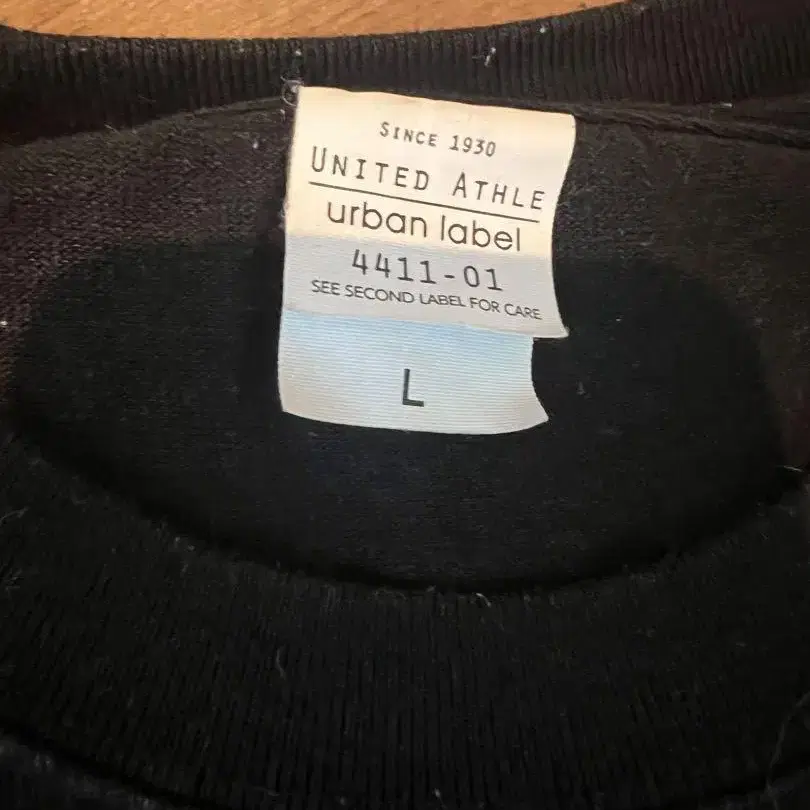 SINCE 1930
UNITED ATHLE
urban label
4411-01
SEE SECOND LABEL FOR CARE
L